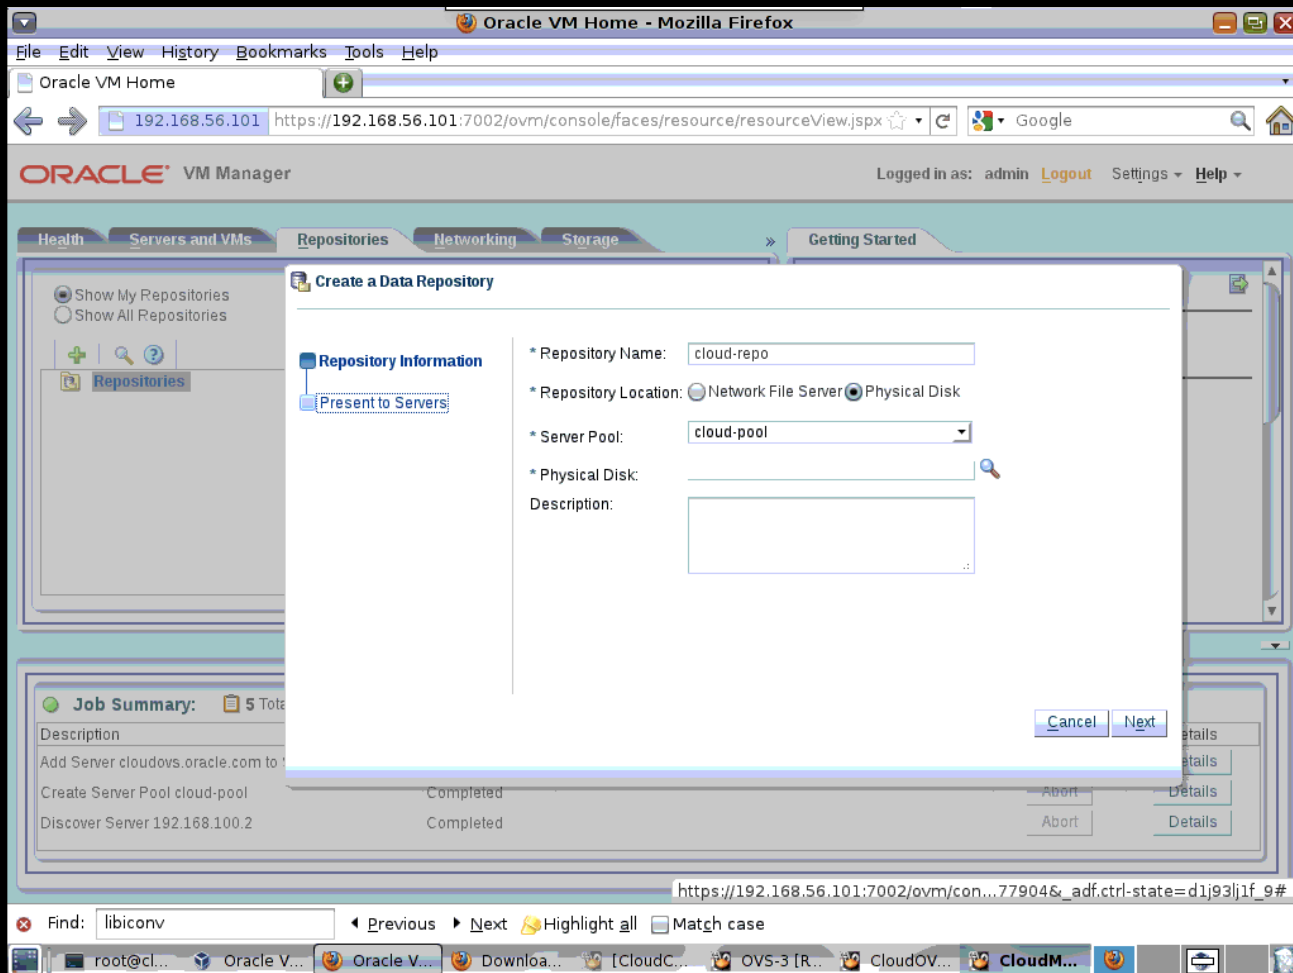 Oracle VM Home - Mozilla Firefox
File Edit View History Bookmarks Tools Help
Oracle VM Home
192.168.56.101 https://192.168.56.101:7002/ovm/console/faces/resource/resourceView.jspx Google
ORACLE VM Manager Logged in as: admin Logout Settings Help
Health Servers and VMs Repositories Networking Storage » Getting Started
Create a Data Repository
Show My Repositories
Show All Repositories
Repositories
Repository Information
Present to Servers
* Repository Name: cloud-repo
* Repository Location: Network File Server Physical Disk
* Server Pool: cloud-pool
* Physical Disk:
Description:
Cancel Next
Job Summary: 5 Tota
Description etails
Add Server cloudovs.oracle.com to etails
Create Server Pool cloud-pool Completed Abort Details
Discover Server 192.168.100.2 Completed Abort Details
https://192.168.56.101:7002/ovm/con...77904&_adf.ctrl-state=d1j93lj1f_9#
Find: libiconv Previous Next Highlight all Match case
root@cl... Oracle V... Oracle V... Downloa... [CloudC... OVS-3 [R... CloudOV... CloudM...